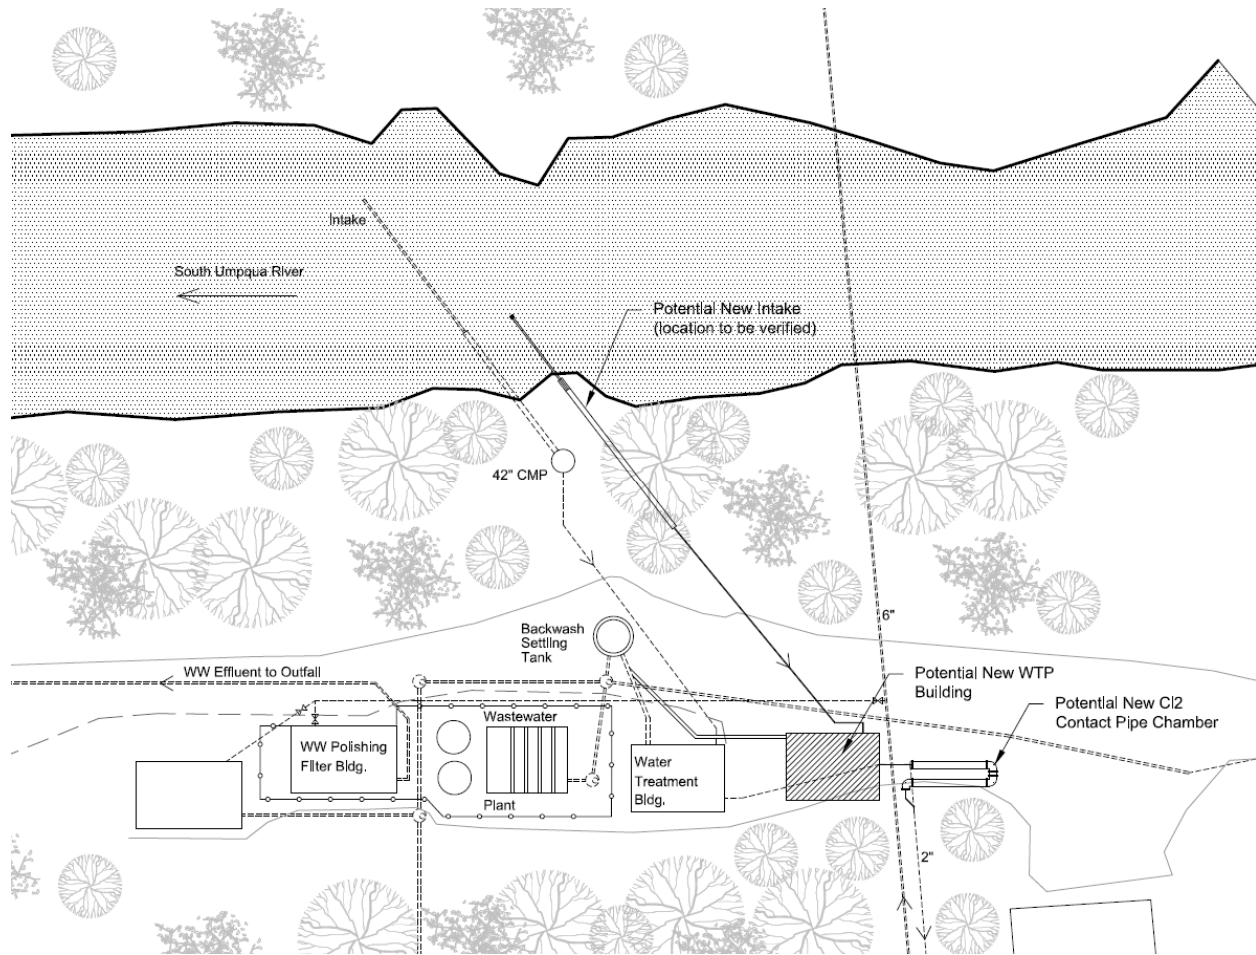 Intake
South Umpqua River
Potential New Intake
(location to be verified)
42" CMP
6"
Backwash
Settling
Tank
WW Effluent to Outfall
Potential New WTP
Building
Potential New Cl2
Contact Pipe Chamber
Wastewater
WW Polishing
Filter Bldg.
Water
Treatment
Bldg.
Plant
2"